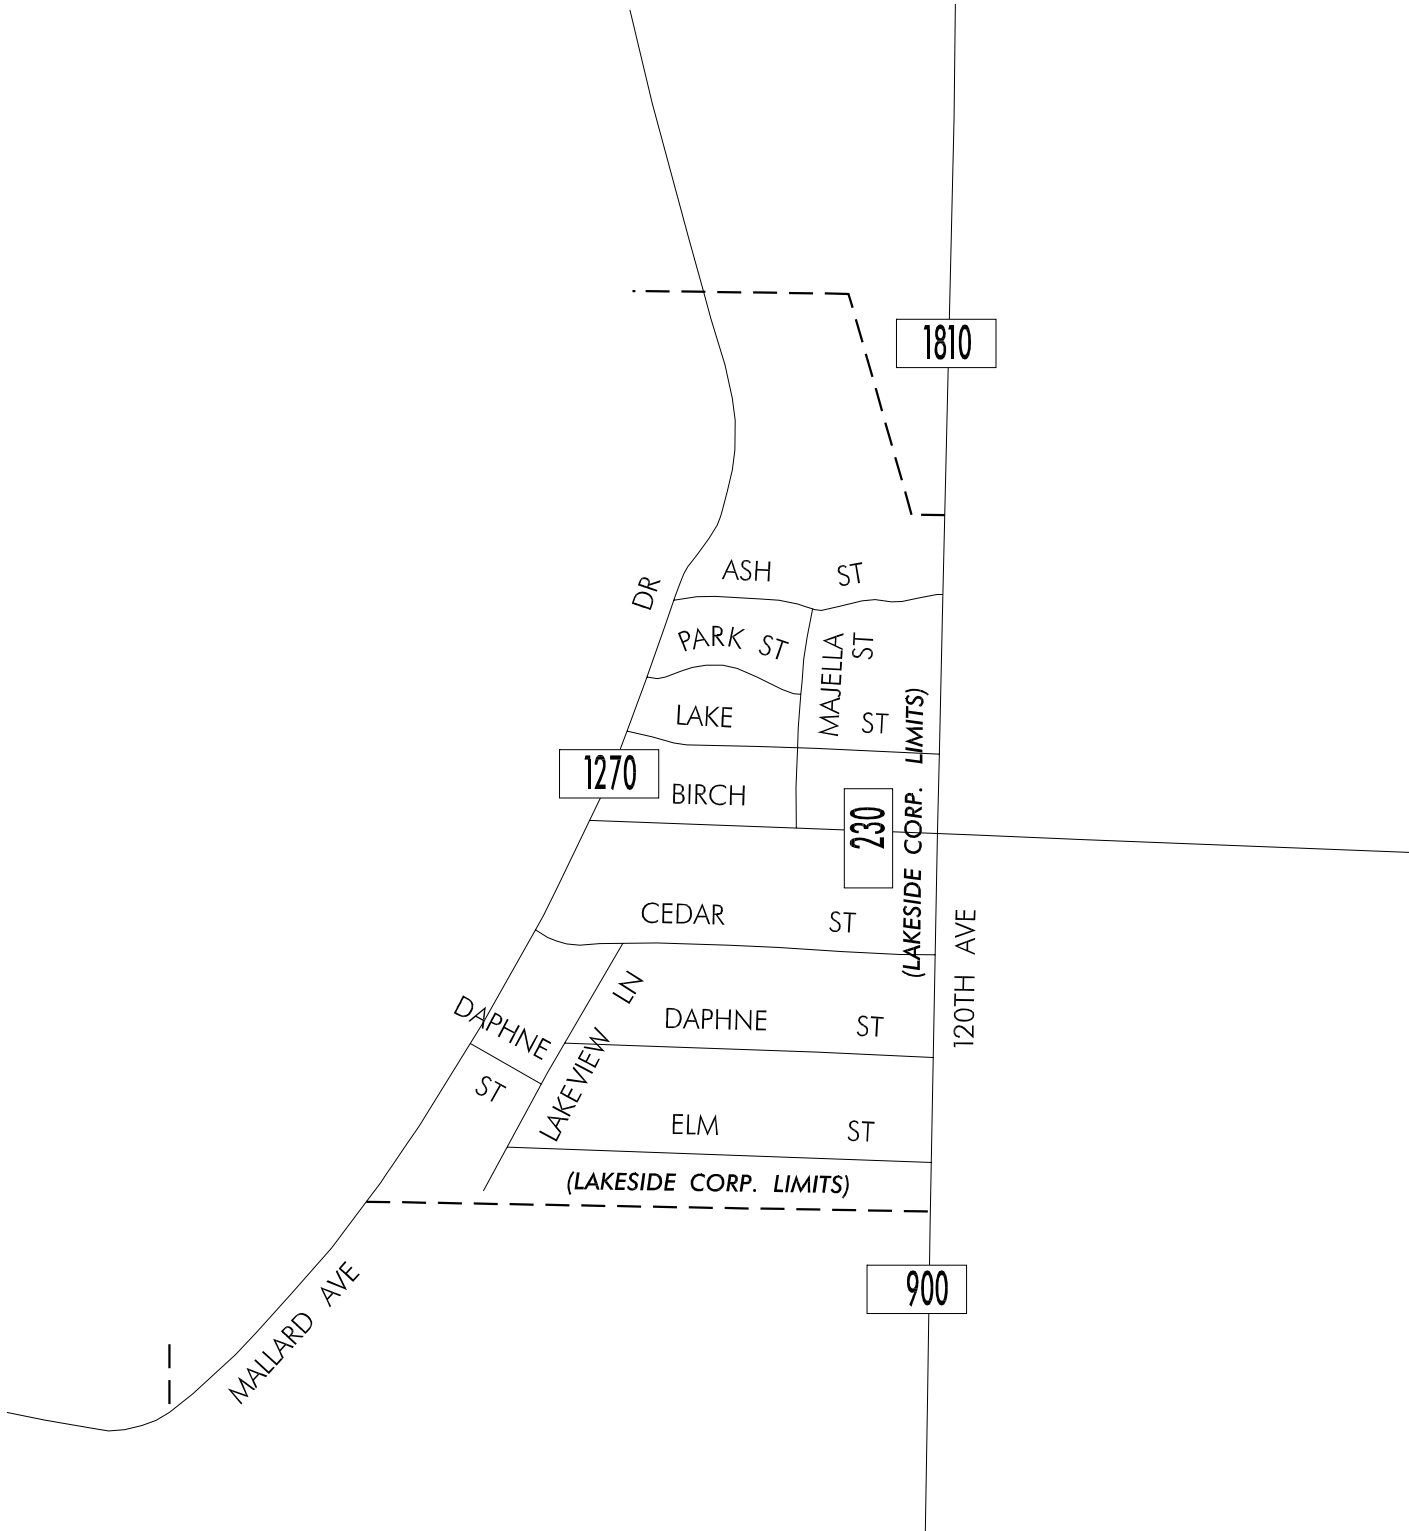 1810
ASH ST
DR
PARK ST
MAJELLA
ST
LAKE ST
1270
BIRCH
230
(LAKESIDE CORP. LIMITS)
CEDAR ST
120TH AVE
LAKEVIEW LN
DAPHNE
ST
DAPHNE ST
ELM ST
(LAKESIDE CORP. LIMITS)
900
MALLARD AVE